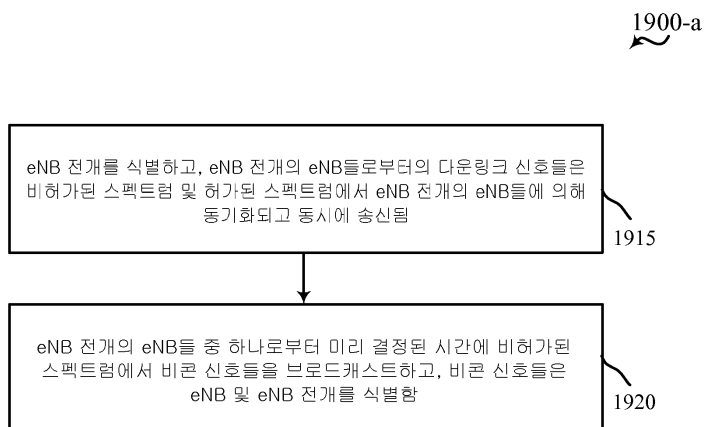 1900-a
eNB 전개를 식별하고, eNB 전개의 eNB들로부터의 다운링크 신호들은
비허가된 스펙트럼 및 허가된 스펙트럼에서 eNB 전개의 eNB들에 의해
동기화되고 동시에 송신됨
1915
eNB 전개의 eNB들 중 하나로부터 미리 결정된 시간에 비허가된
스펙트럼에서 비콘 신호들을 브로드캐스트하고, 비콘 신호들은
eNB 및 eNB 전개를 식별함
1920